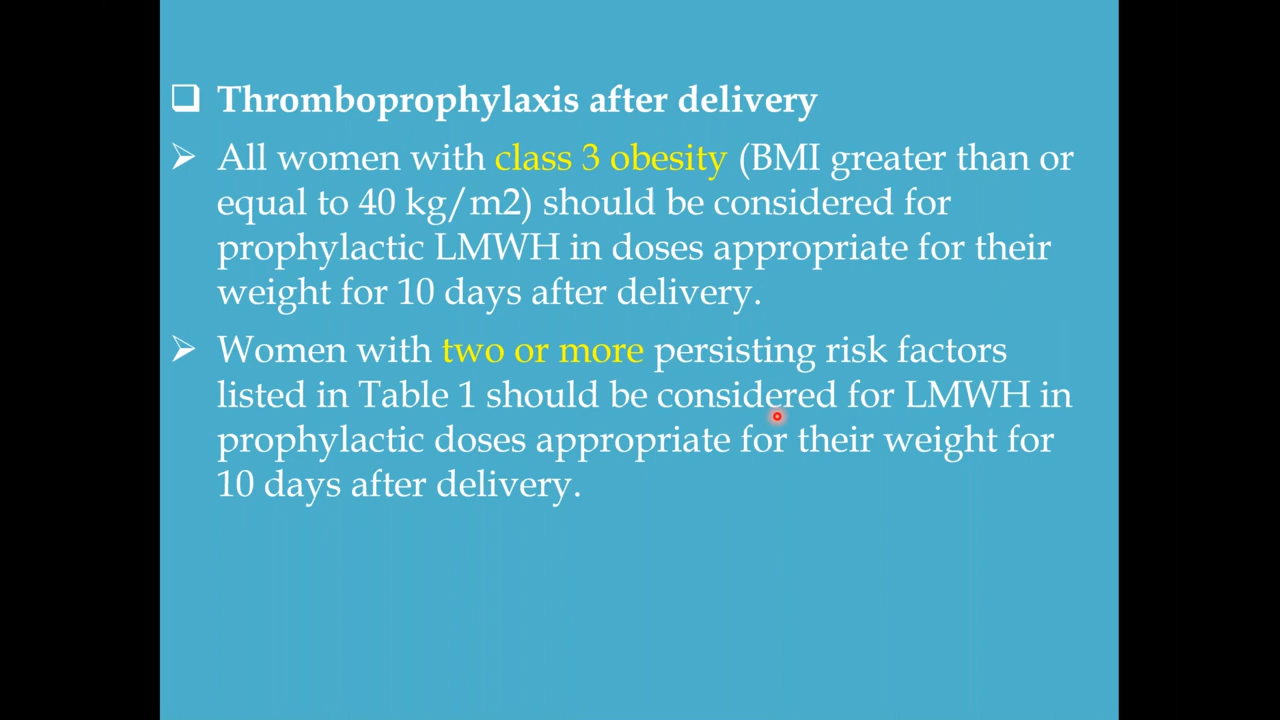 Thromboprophylaxis after delivery
All women with class 3 obesity (BMI greater than or
equal to 40 kg/m2) should be considered for
prophylactic LMWH in doses appropriate for their
weight for 10 days after delivery.
Women with two or more persisting risk factors
listed in Table 1 should be considered for LMWH in
prophylactic doses appropriate for their weight for
10 days after delivery.